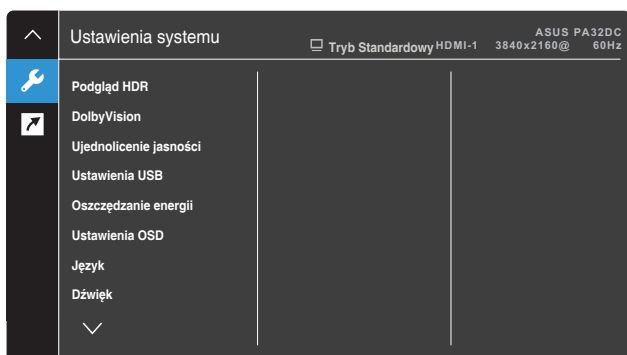 Ustawienia systemu
Tryb Standardowy HDMI-1 3840x2160@ 60Hz
ASUS PA32DC
Podgląd HDR
DolbyVision
Ujednolicenie jasności
Ustawienia USB
Oszczędzanie energii
Ustawienia OSD
Język
Dźwięk